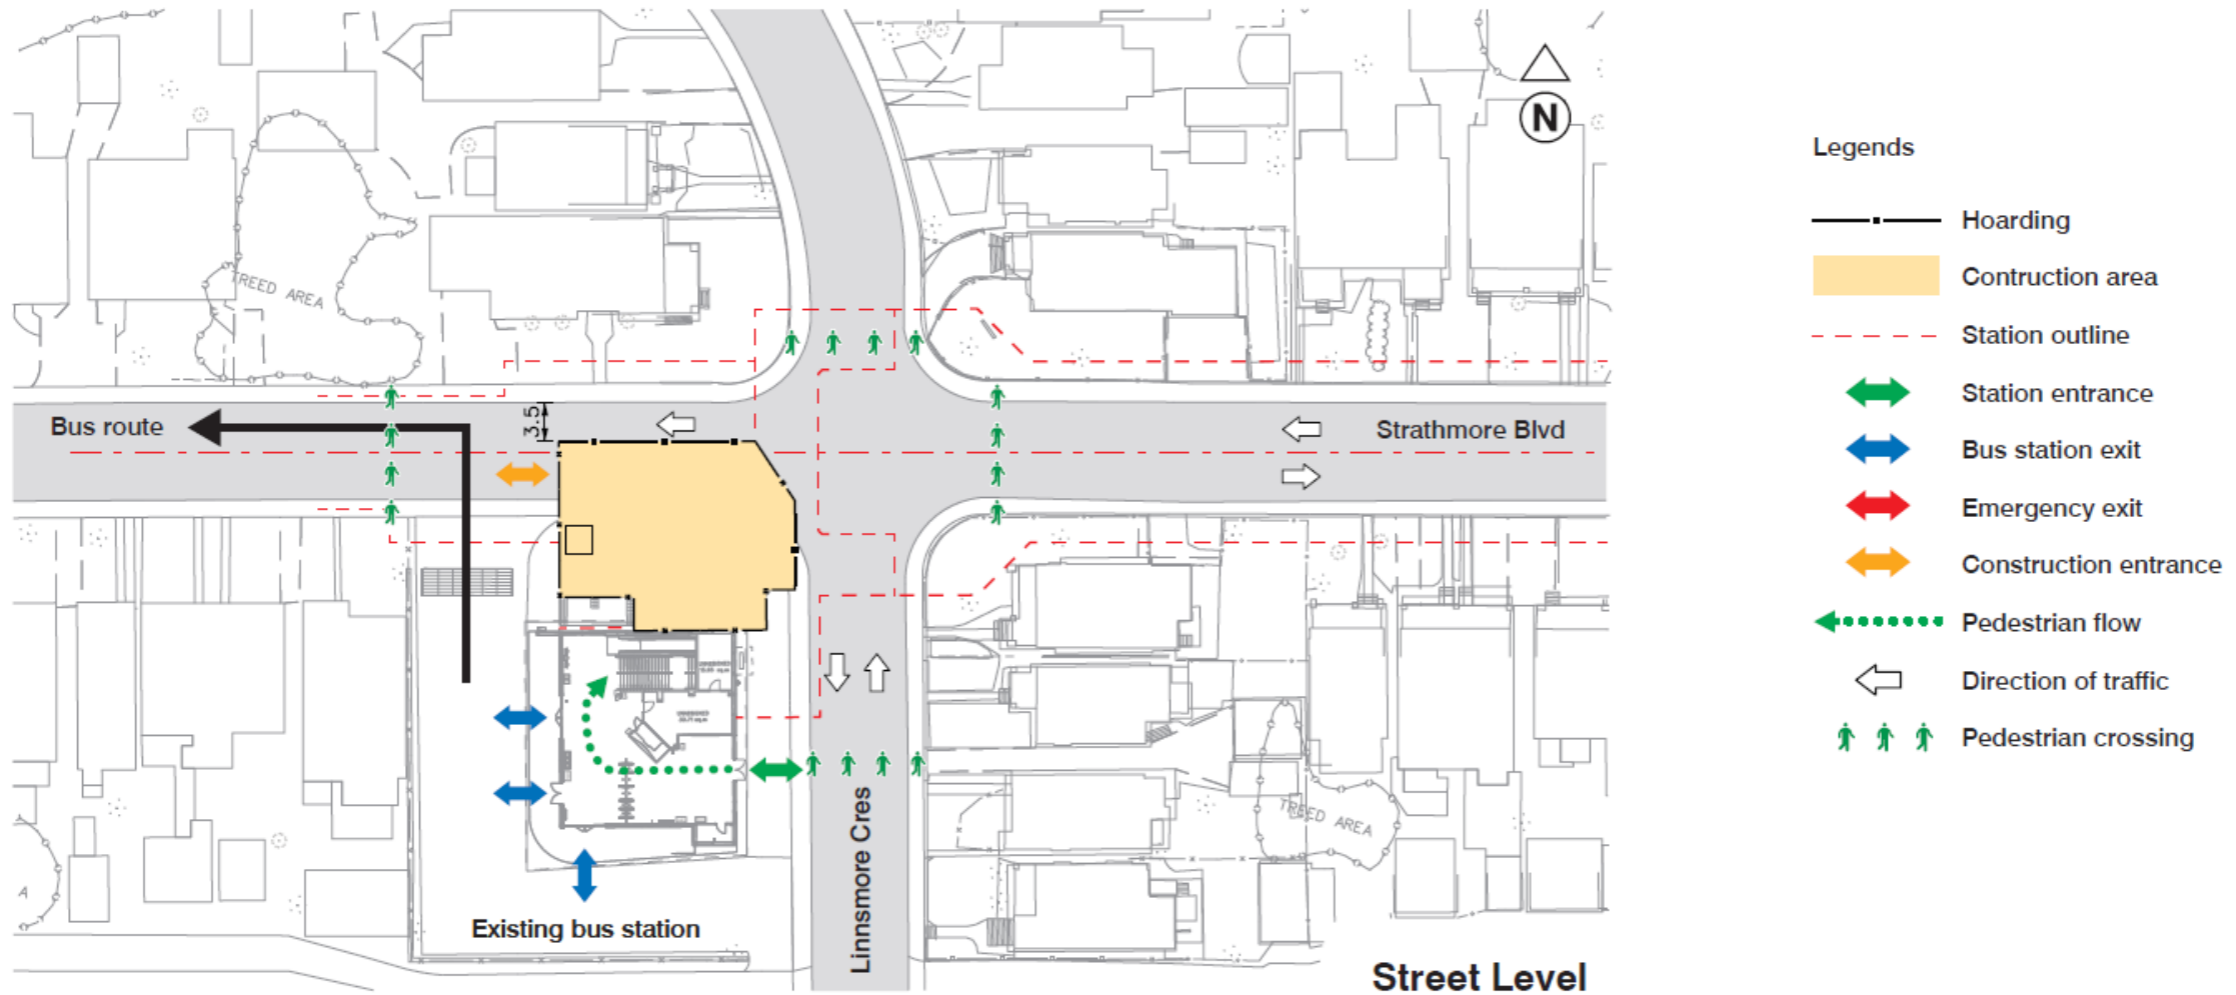 N
TREED AREA
3.5
Bus route
Strathmore Blvd
TREED AREA
A
Existing bus station
Linnsmore Cres
Street Level
Legends
Hoarding
Contruction area
Station outline
Station entrance
Bus station exit
Emergency exit
Construction entrance
Pedestrian flow
Direction of traffic
Pedestrian crossing